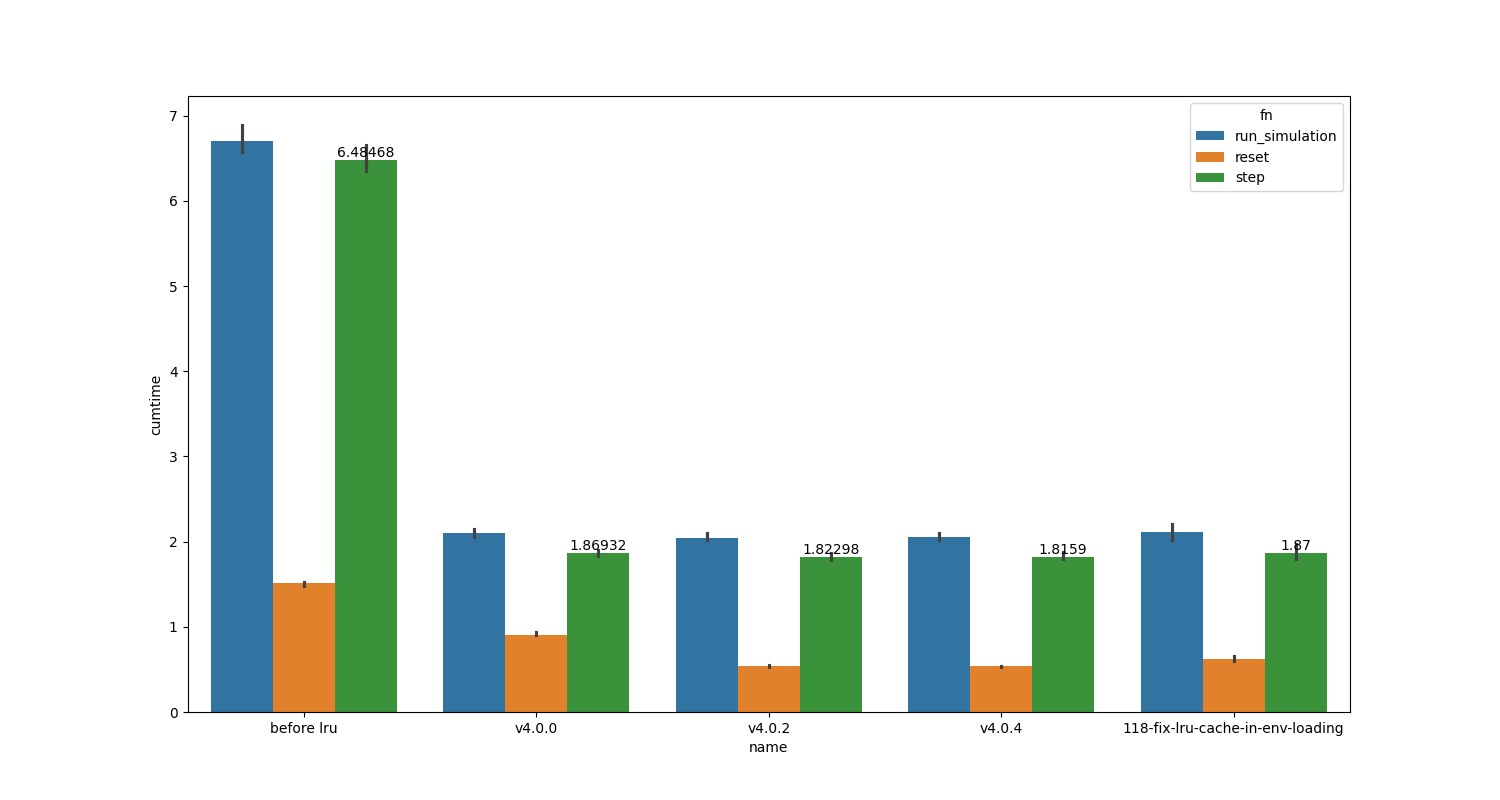 fn
run_simulation
reset
step
cumtime
7
6
5
4
3
2
1
0
6.48468
1.86932
1.82298
1.8159
1.87
before lru
v4.0.0
v4.0.2
v4.0.4
118-fix-lru-cache-in-env-loading
name